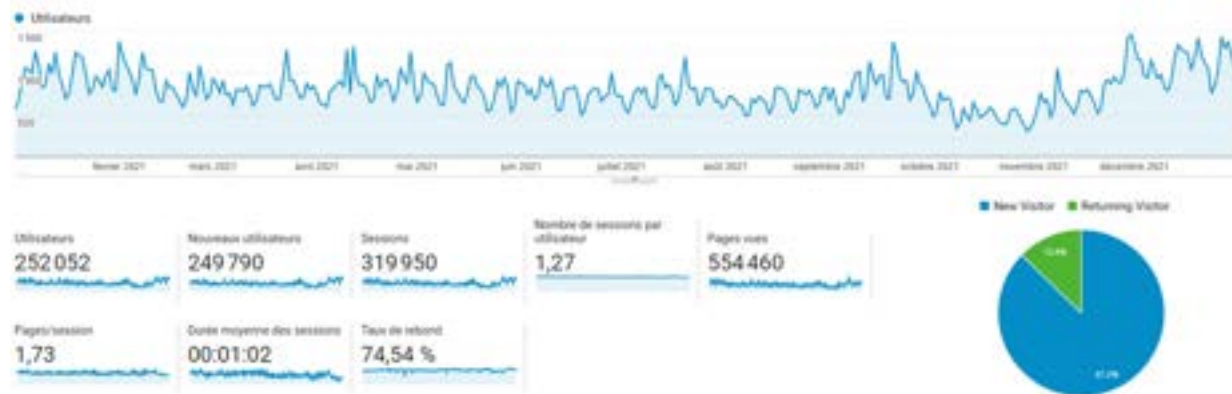 Utilisateurs
1 500
1 000
500
février 2021
mars 2021
avril 2021
mai 2021
juin 2021
juillet 2021
août 2021
septembre 2021
octobre 2021
novembre 2021
décembre 2021
New Visitor
Returning Visitor
Utilisateurs
252 052
Nouveaux utilisateurs
249 790
Sessions
319 950
Nombre de sessions par
utilisateur
1,27
Pages vues
554 460
Pages/session
1,73
Durée moyenne des sessions
00:01:02
Taux de rebond
74,54 %